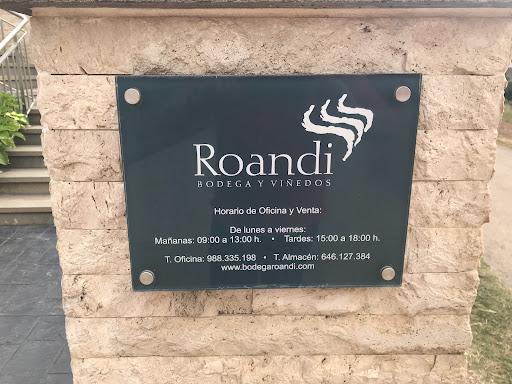 Roandi
BODEGA Y VIÑEDOS
Horario de Oficina y Venta:
De lunes a viernes:
Mañanas: 09:00 a 13:00 h. • Tardes: 15:00 a 18:00 h.
T. Oficina: 988.335.198 • T. Almacén: 646.127.384
www.bodegaroandi.com